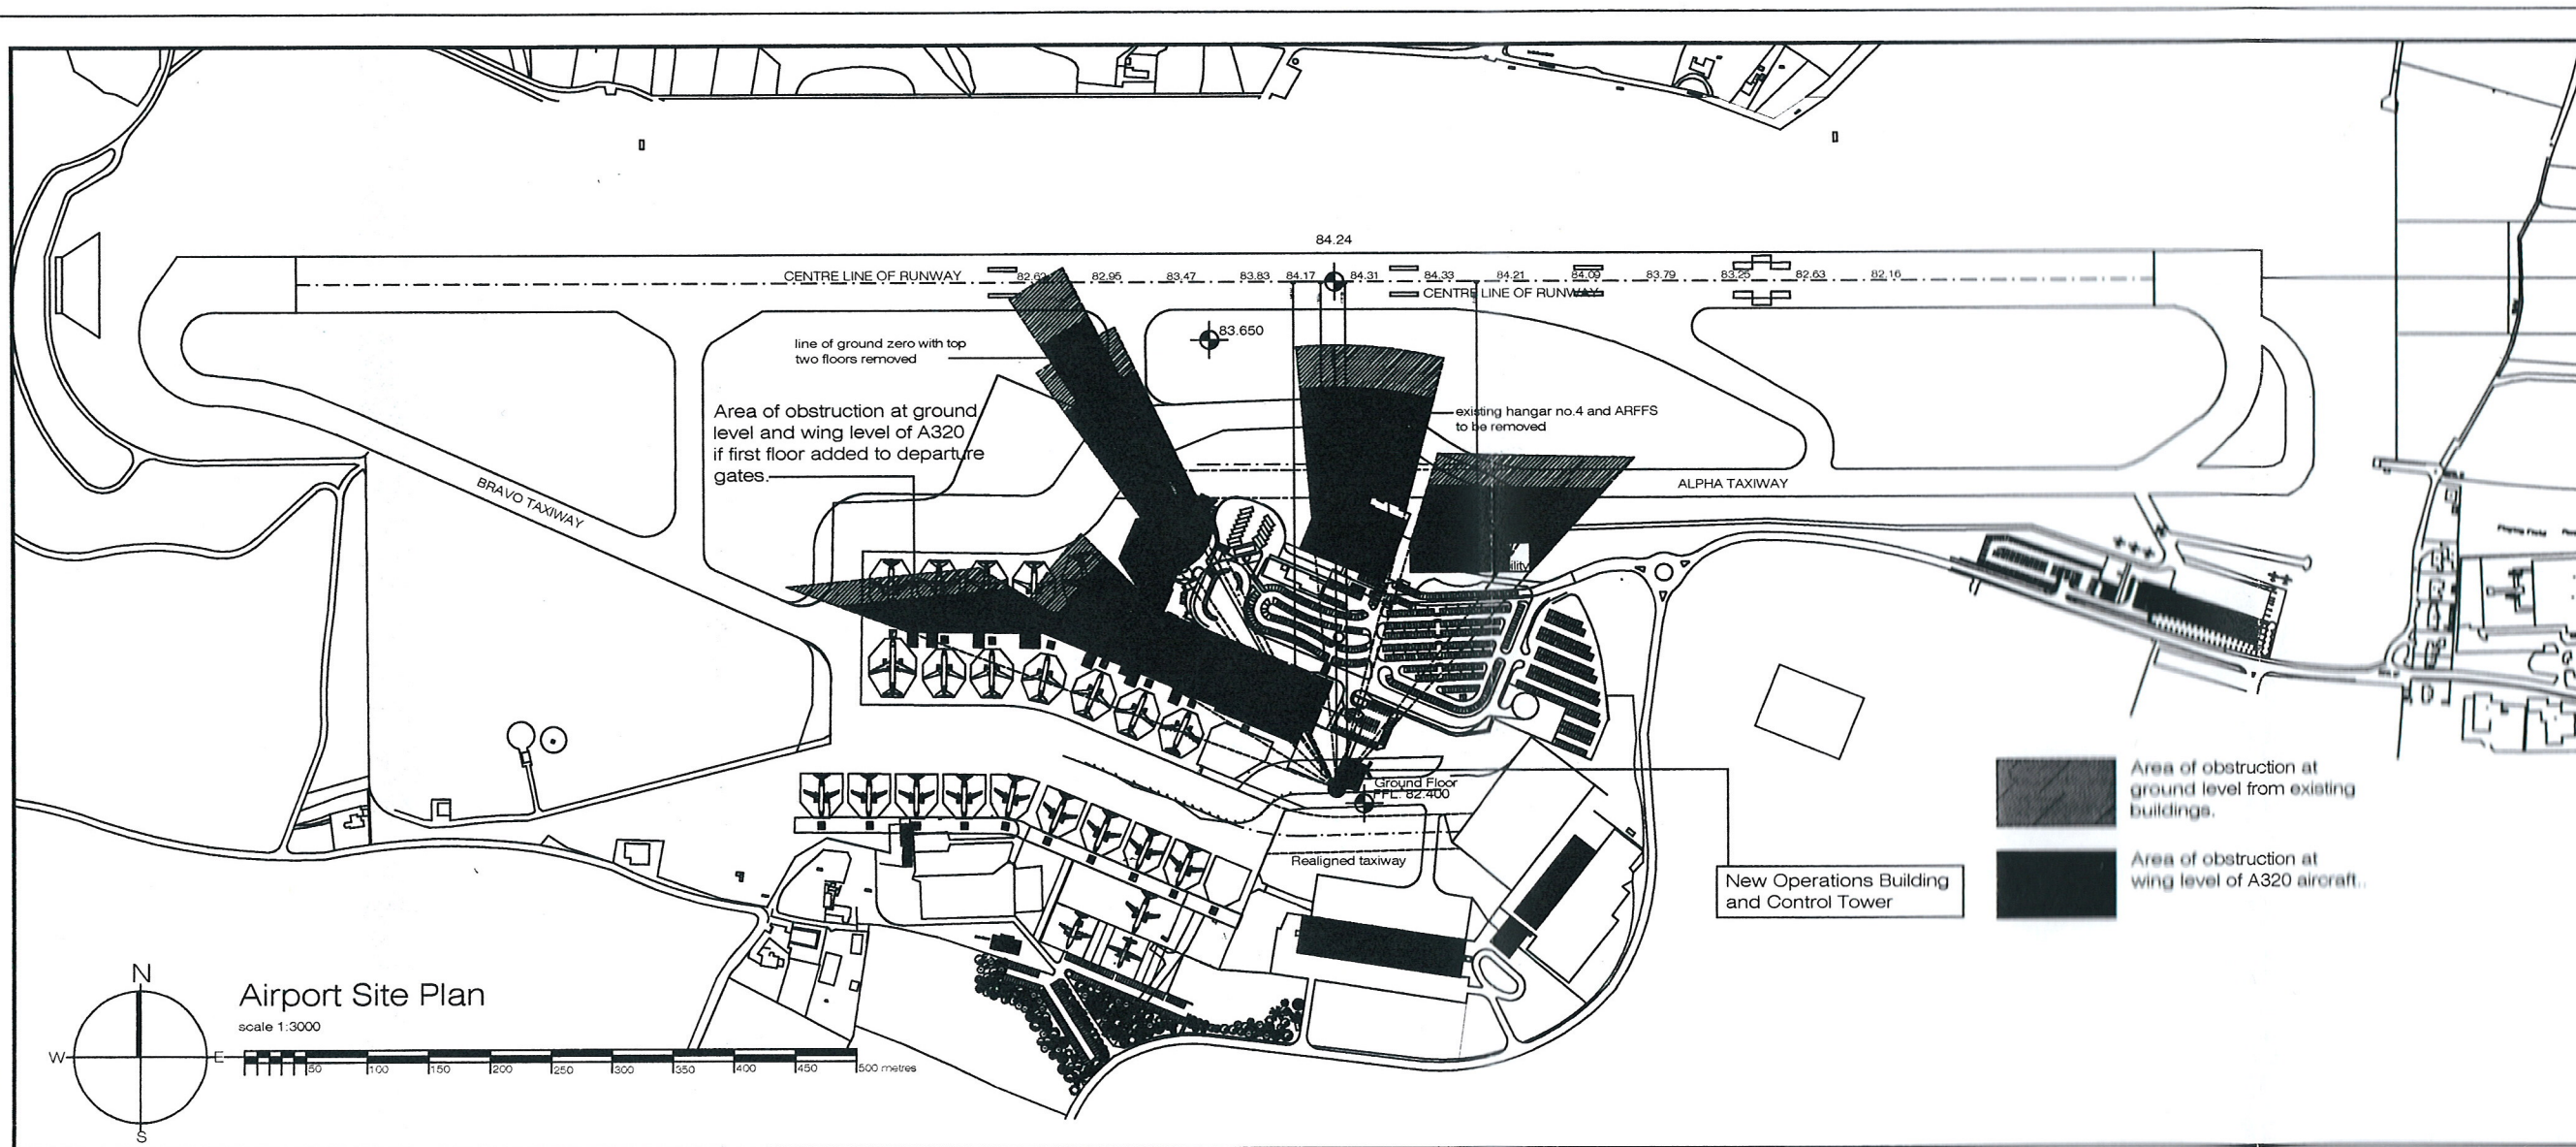 84.24
CENTRE LINE OF RUNWAY
82.95
83.47
83.83
84.17
84.31
84.33
84.21
84.09
83.79
83.25
82.63
82.16
CENTRE LINE OF RUNWAY
83.650
line of ground zero with top
two floors removed
Area of obstruction at ground
level and wing level of A320
if first floor added to departure
gates.
existing hangar no.4 and ARFFS
to be removed
BRAVO TAXIWAY
ALPHA TAXIWAY
Ground Floor
FFL. 82.400
Realigned taxiway
New Operations Building
and Control Tower
Area of obstruction at
ground level from existing
buildings.
Area of obstruction at
wing level of A320 aircraft..
N
W
E
S
Airport Site Plan
scale 1:3000
50
100
150
200
250
300
350
400
450
500 metres